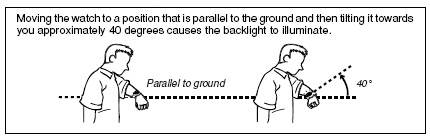 Moving the watch to a position that is parallel to the ground and then tilting it towards
you approximately 40 degrees causes the backlight to illuminate.
Parallel to ground
40°